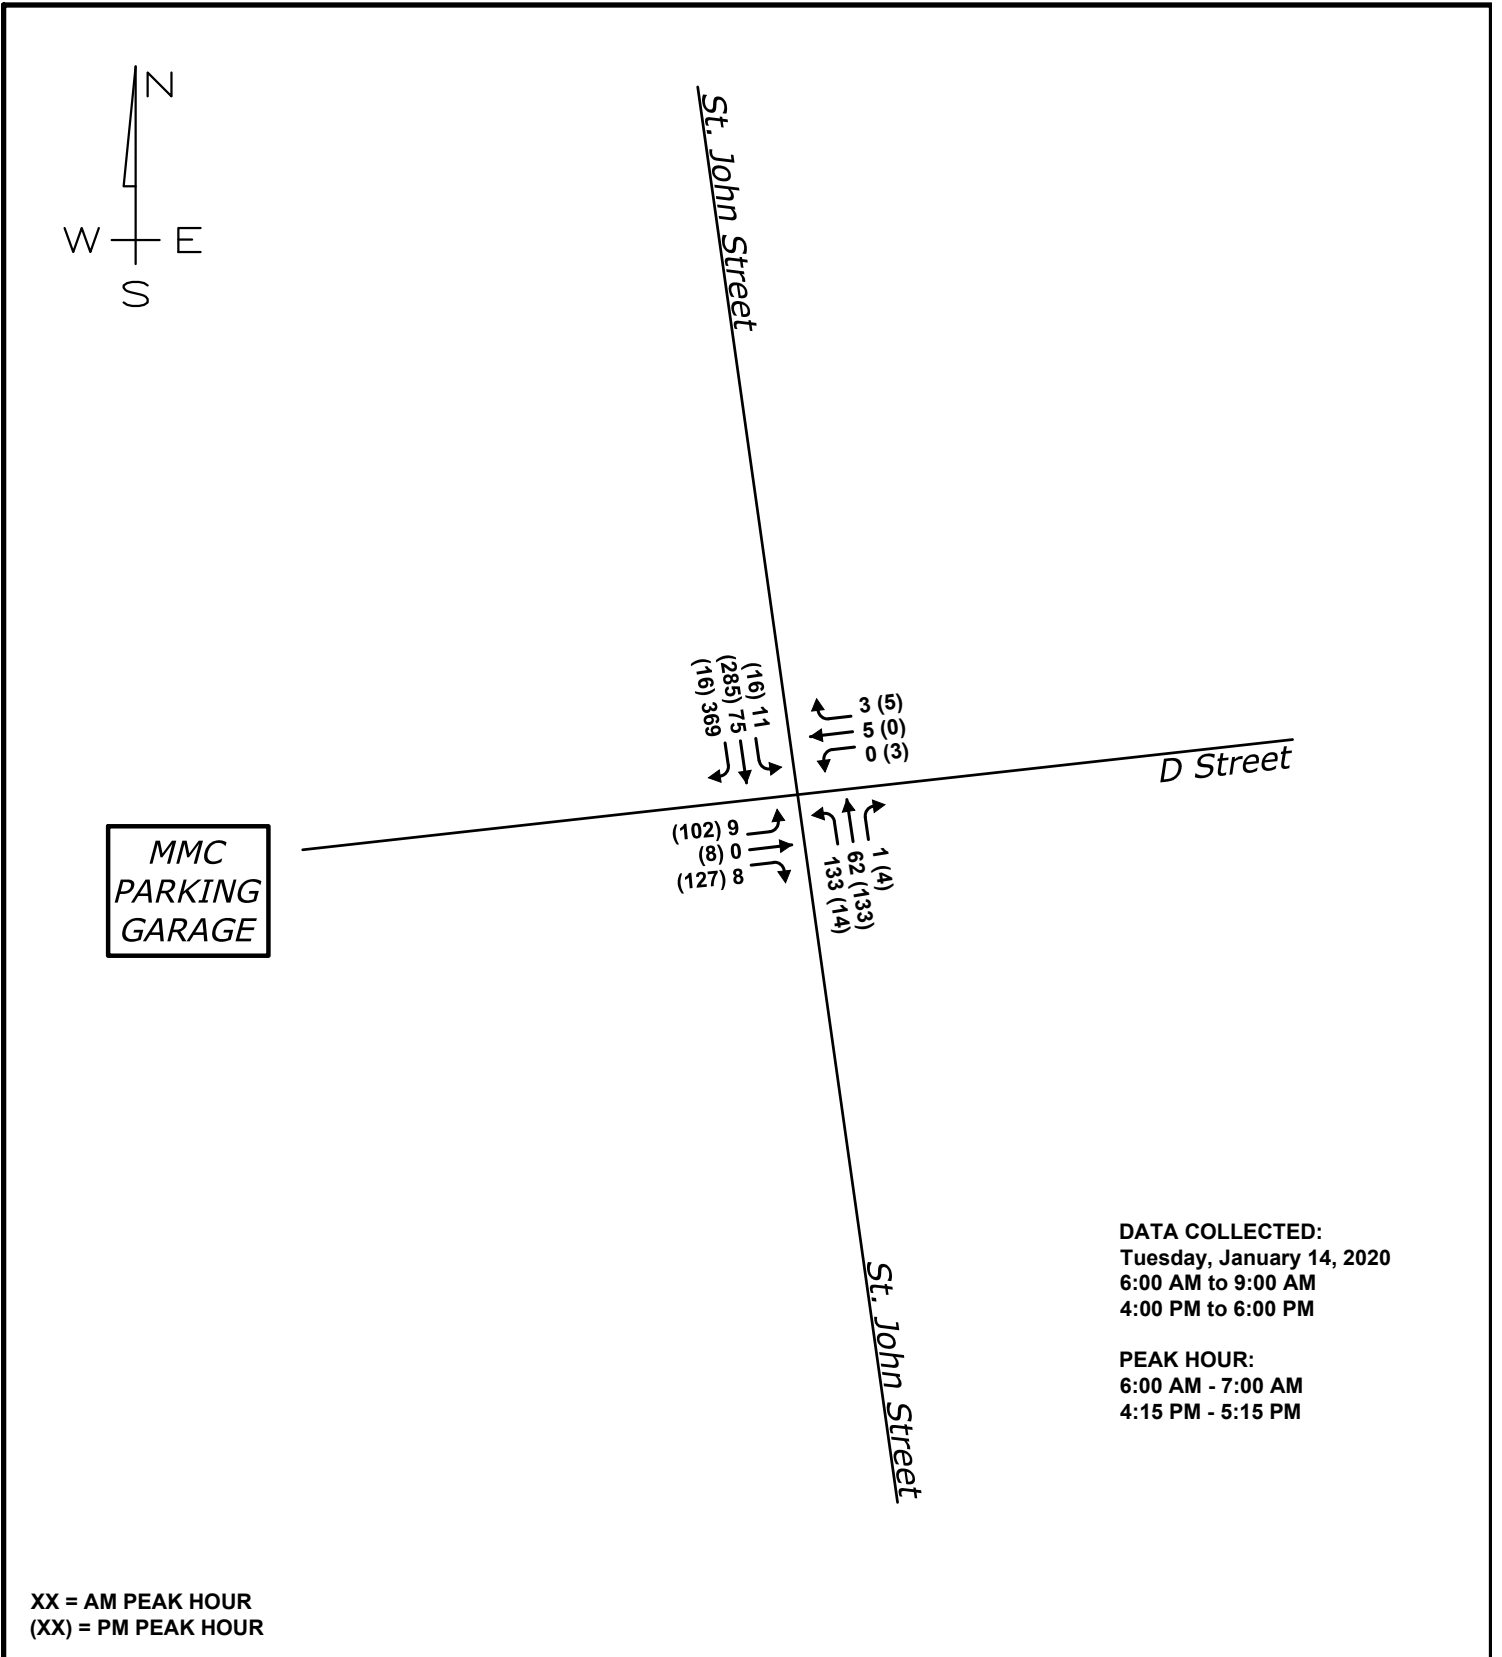 N
W E
S
St. John Street
(16) 369
(285) 75
(16) 11
3 (5)
5 (0)
0 (3)
D Street
(102) 9
(8) 0
(127) 8
133 (14)
62 (133)
1 (4)
MMC
PARKING
GARAGE
St. John Street
DATA COLLECTED:
Tuesday, January 14, 2020
6:00 AM to 9:00 AM
4:00 PM to 6:00 PM
PEAK HOUR:
6:00 AM - 7:00 AM
4:15 PM - 5:15 PM
XX = AM PEAK HOUR
(XX) = PM PEAK HOUR